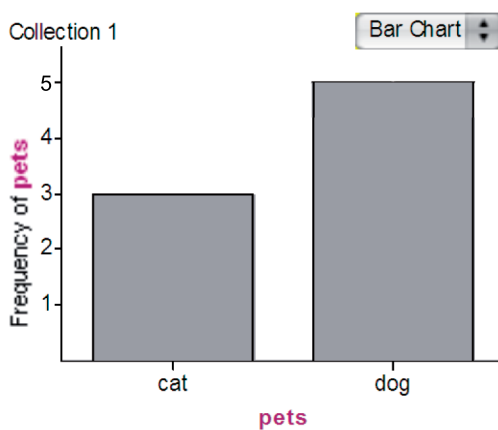 Collection 1
Bar Chart
Frequency of pets
5
4
3
2
1
cat
dog
pets